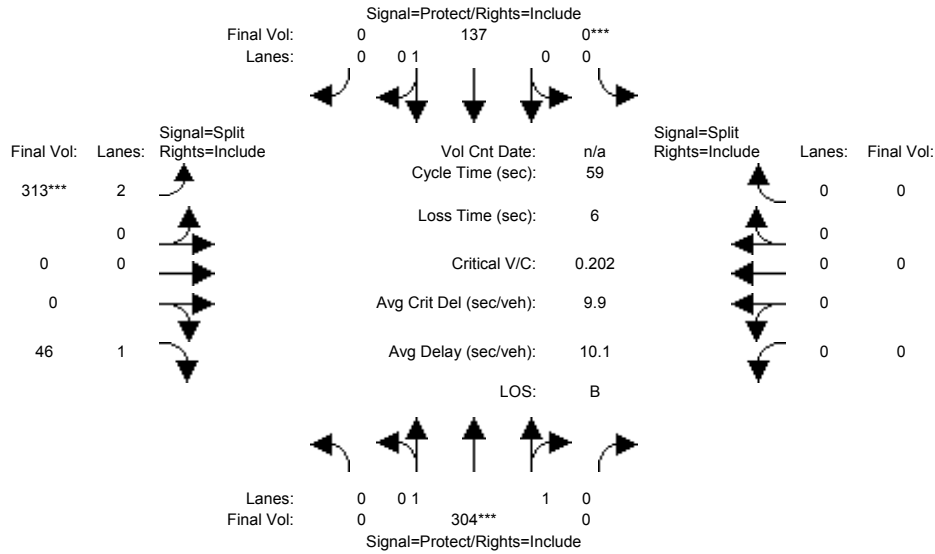 Signal=Protect/Rights=Include
Final Vol: 0 137 0***
Lanes: 0 0 1 0 0
Signal=Split Signal=Split
Final Vol: Lanes: Rights=Include Vol Cnt Date: n/a Rights=Include Lanes: Final Vol:
Cycle Time (sec): 59
313*** 2 0 0
Loss Time (sec): 6
0 0
0 0 Critical V/C: 0.202 0 0
0 Avg Crit Del (sec/veh): 9.9 0
46 1 Avg Delay (sec/veh): 10.1 0 0
LOS: B
Lanes: 0 0 1 1 0
Final Vol: 0 304*** 0
Signal=Protect/Rights=Include